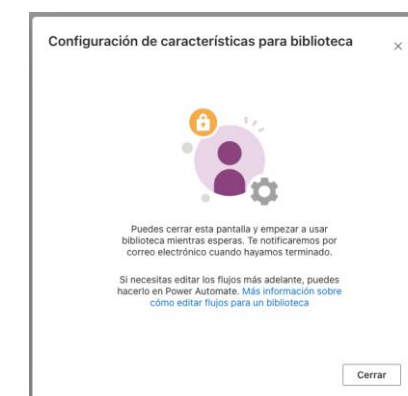 Configuración de características para biblioteca
Puedes cerrar esta pantalla y empezar a usar
biblioteca mientras esperas. Te notificaremos por
correo electrónico cuando hayamos terminado.
Si necesitas editar los flujos más adelante, puedes
hacerlo en Power Automate. Más información sobre
cómo editar flujos para un biblioteca
Cerrar